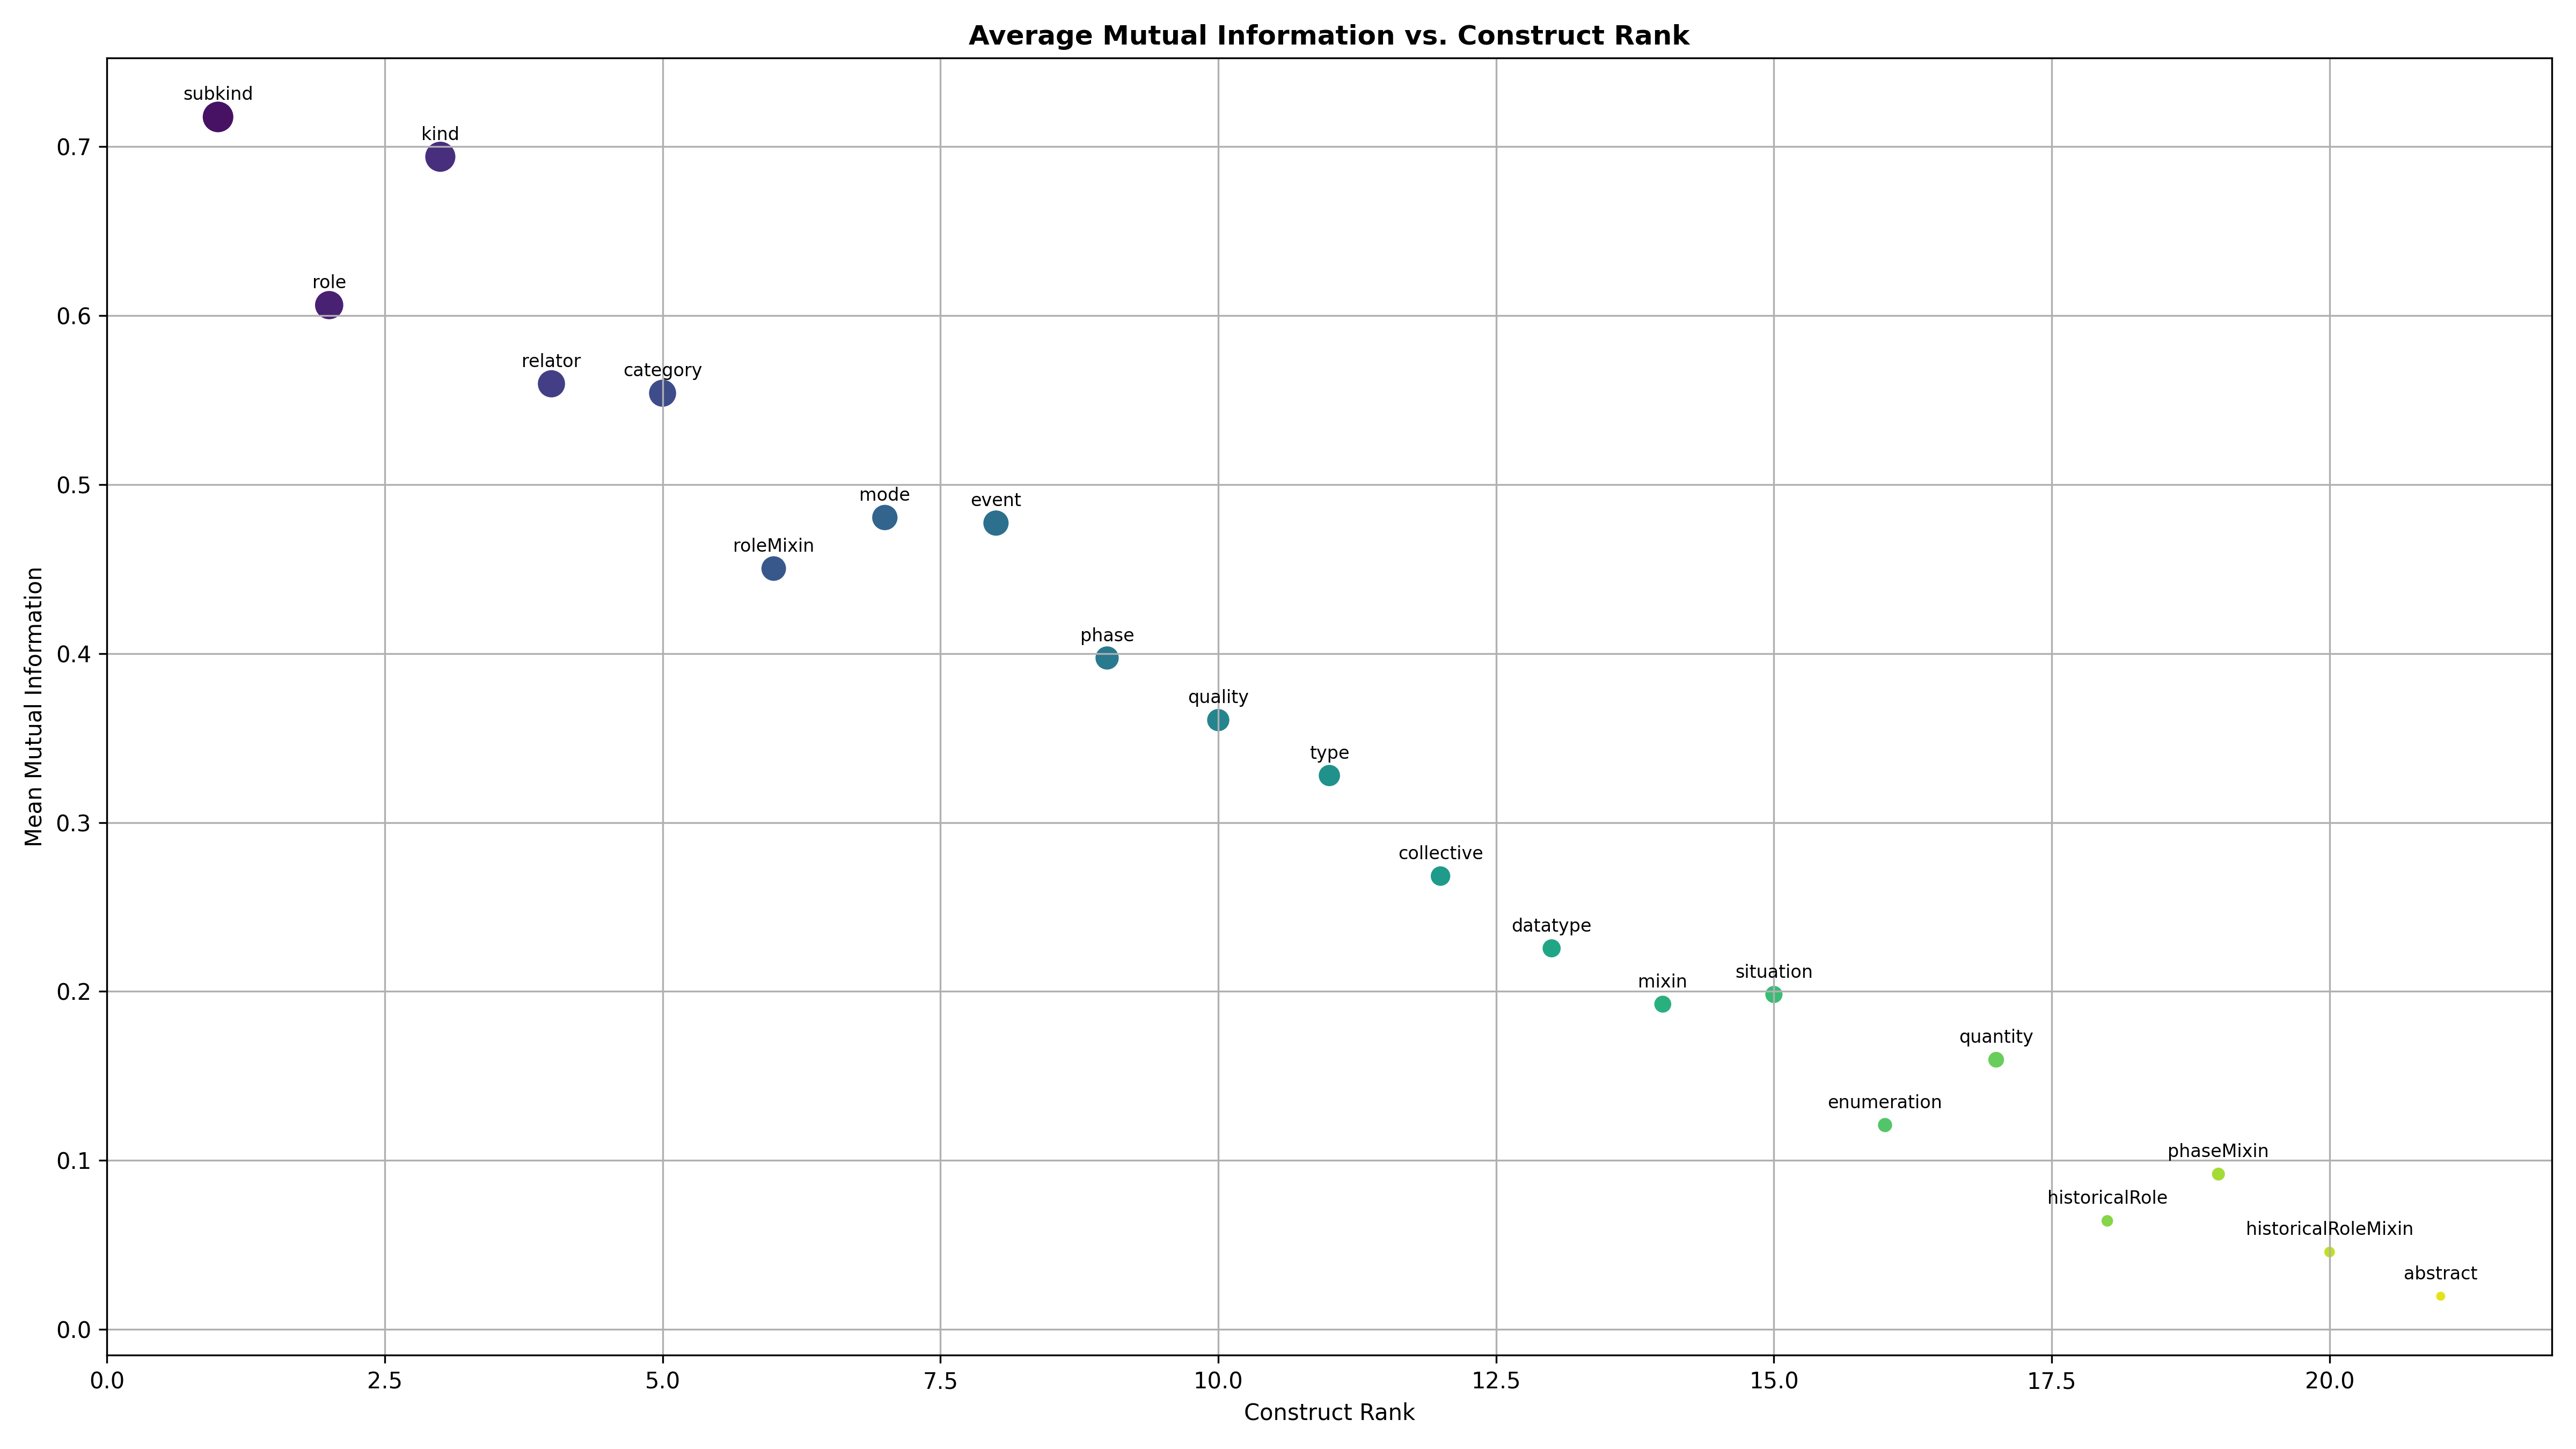 Average Mutual Information vs. Construct Rank
subkind
kind
role
relator
category
mode
event
roleMixin
phase
quality
type
collective
datatype
mixin
situation
quantity
enumeration
phaseMixin
historicalRole
historicalRoleMixin
abstract
0.7
0.6
0.5
0.4
0.3
0.2
0.1
0.0
Mean Mutual Information
0.0 2.5 5.0 7.5 10.0 12.5 15.0 17.5 20.0
Construct Rank